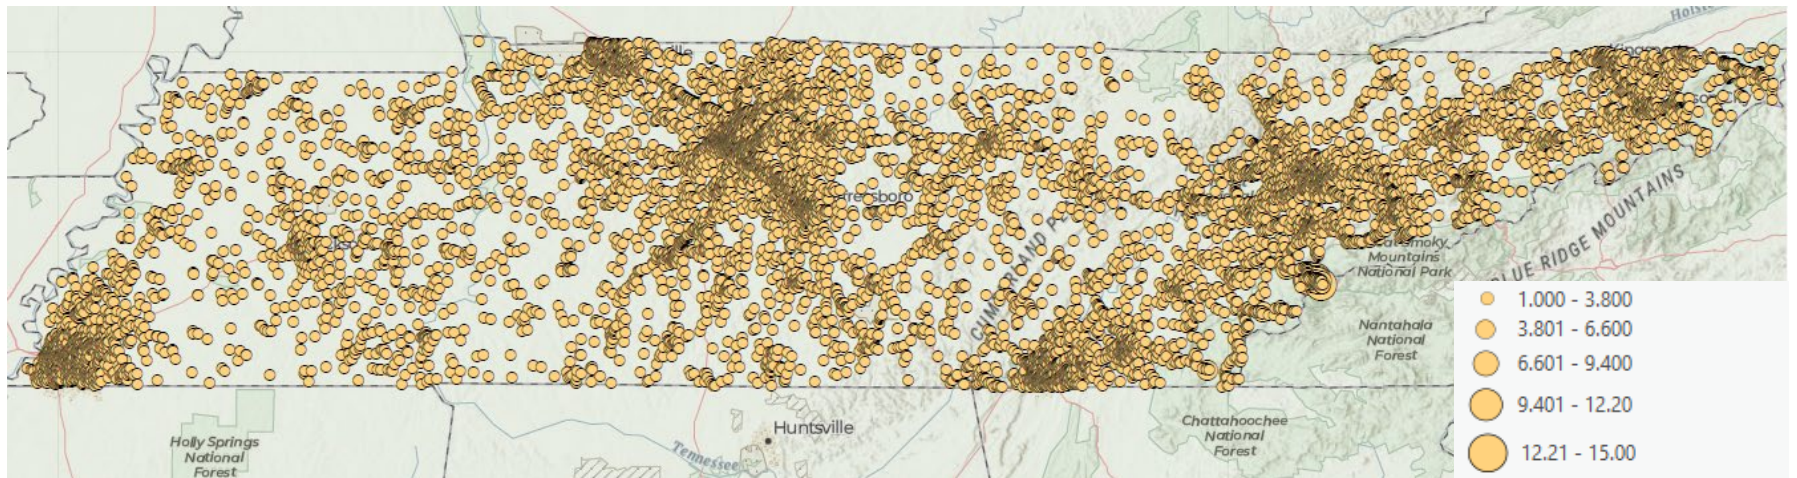 CUMBERLAND P
BLUE RIDGE MOUNTAINS
Mountains
National Park
Nantahala
National
Forest
Chattahoochee
National
Forest
Holly Springs
National
Forest
Tennessee
Huntsville
1.000 - 3.800
3.801 - 6.600
6.601 - 9.400
9.401 - 12.20
12.21 - 15.00